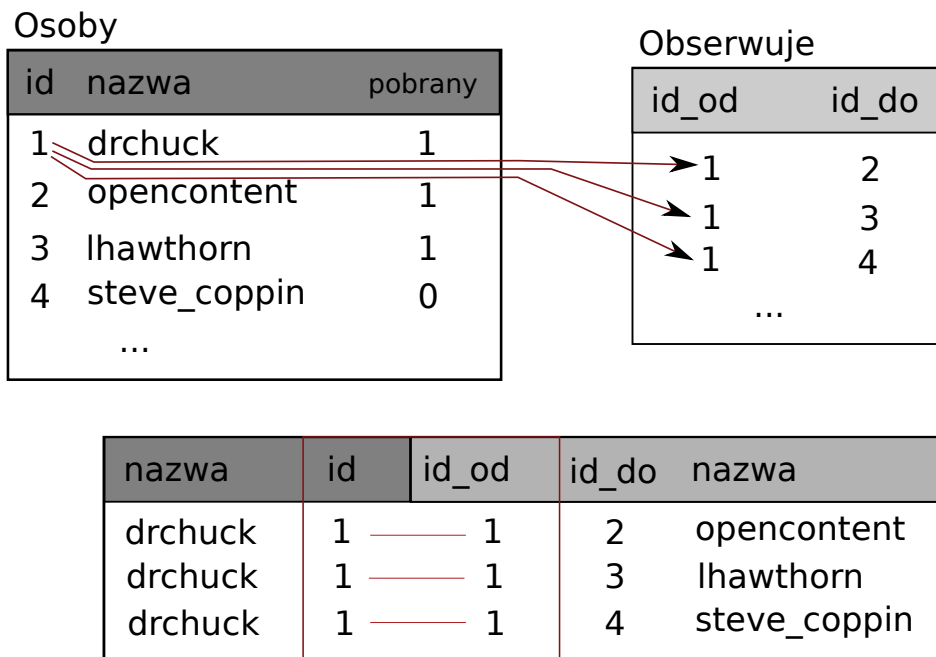 Osoby
id nazwa pobrany
1 drchuck 1
2 opencontent 1
3 lhawthorn 1
4 steve_coppin 0
...
Obserwuje
id_od id_do
1 2
1 3
1 4
...
nazwa id id_od id_do nazwa
drchuck 1 1 2 opencontent
drchuck 1 1 3 lhawthorn
drchuck 1 1 4 steve_coppin